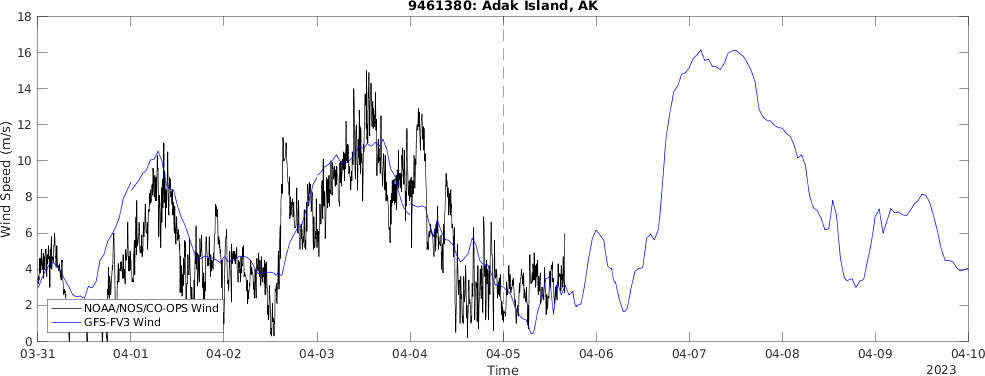 9461380: Adak Island, AK
Wind Speed (m/s)
18
16
14
12
10
8
6
4
2
0
NOAA/NOS/CO-OPS Wind
GFS-FV3 Wind
03-31 04-01 04-02 04-03 04-04 04-05 04-06 04-07 04-08 04-09 04-10
Time
2023